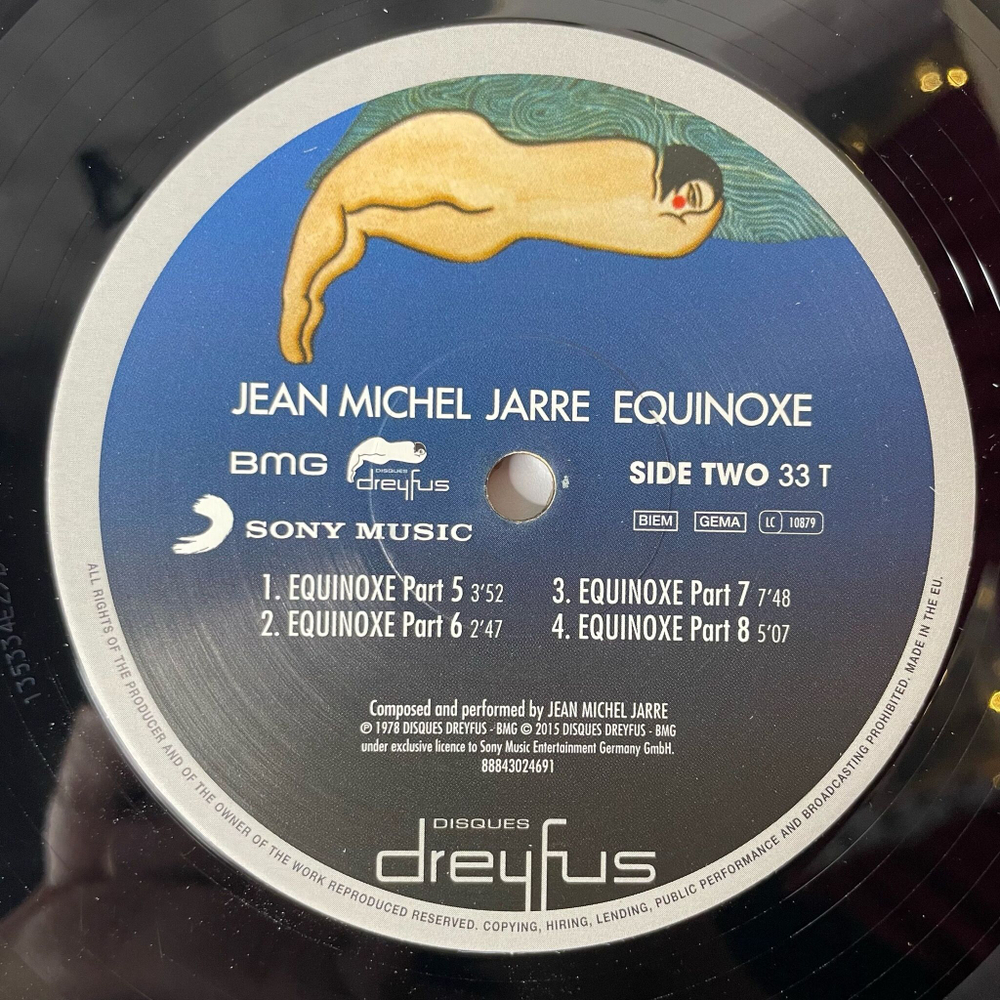 JEAN MICHEL JARRE EQUINOXE
BMG
DISQUES
dreyfus
SIDE TWO 33 T
SONY MUSIC
BIEM GEMA LC 10879
1. EQUINOXE Part 5 3'52
2. EQUINOXE Part 6 2'47
3. EQUINOXE Part 7 7'48
4. EQUINOXE Part 8 5'07
Composed and performed by JEAN MICHEL JARRE
℗ 1978 DISQUES DREYFUS - BMG © 2015 DISQUES DREYFUS - BMG
under exclusive licence to Sony Music Entertainment Germany GmbH.
88843024691
DISQUES
dreyfus
ALL RIGHTS OF THE PRODUCER AND OF THE OWNER OF THE WORK REPRODUCED RESERVED. COPYING, HIRING, LENDING, PUBLIC PERFORMANCE AND BROADCASTING PROHIBITED. MADE IN THE EU.